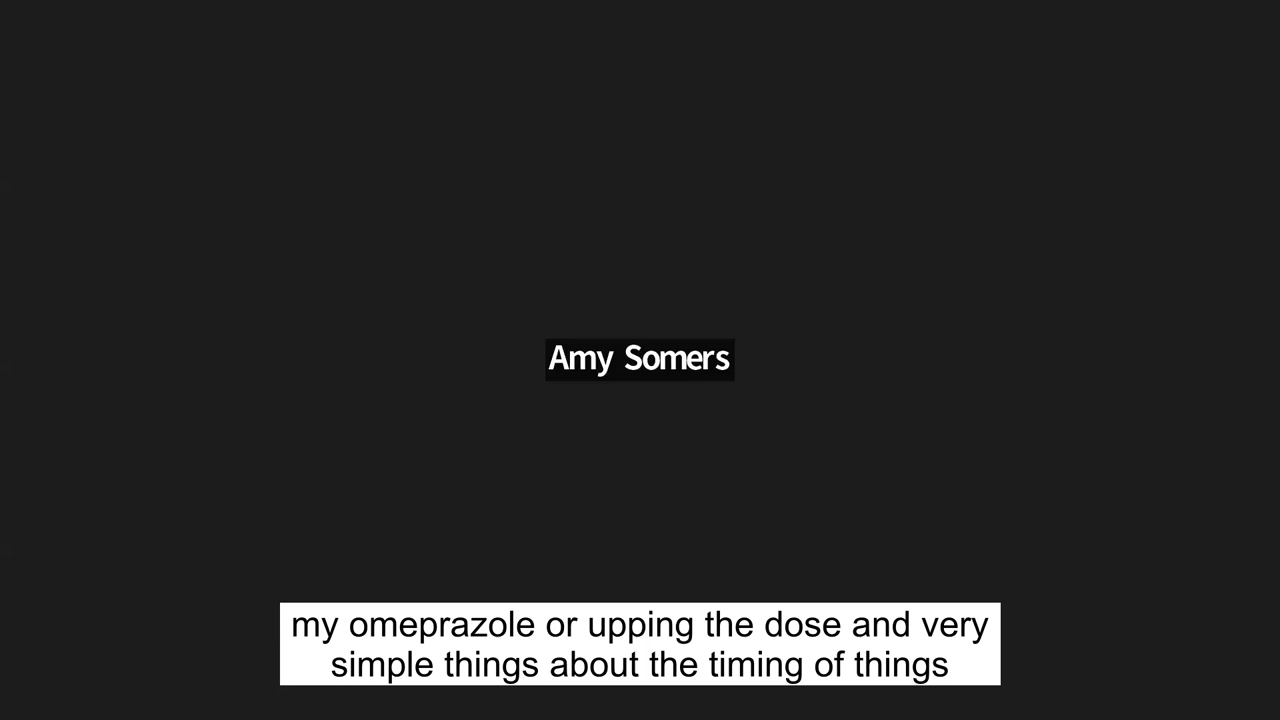 Amy Somers
my omeprazole or upping the dose and very
simple things about the timing of things